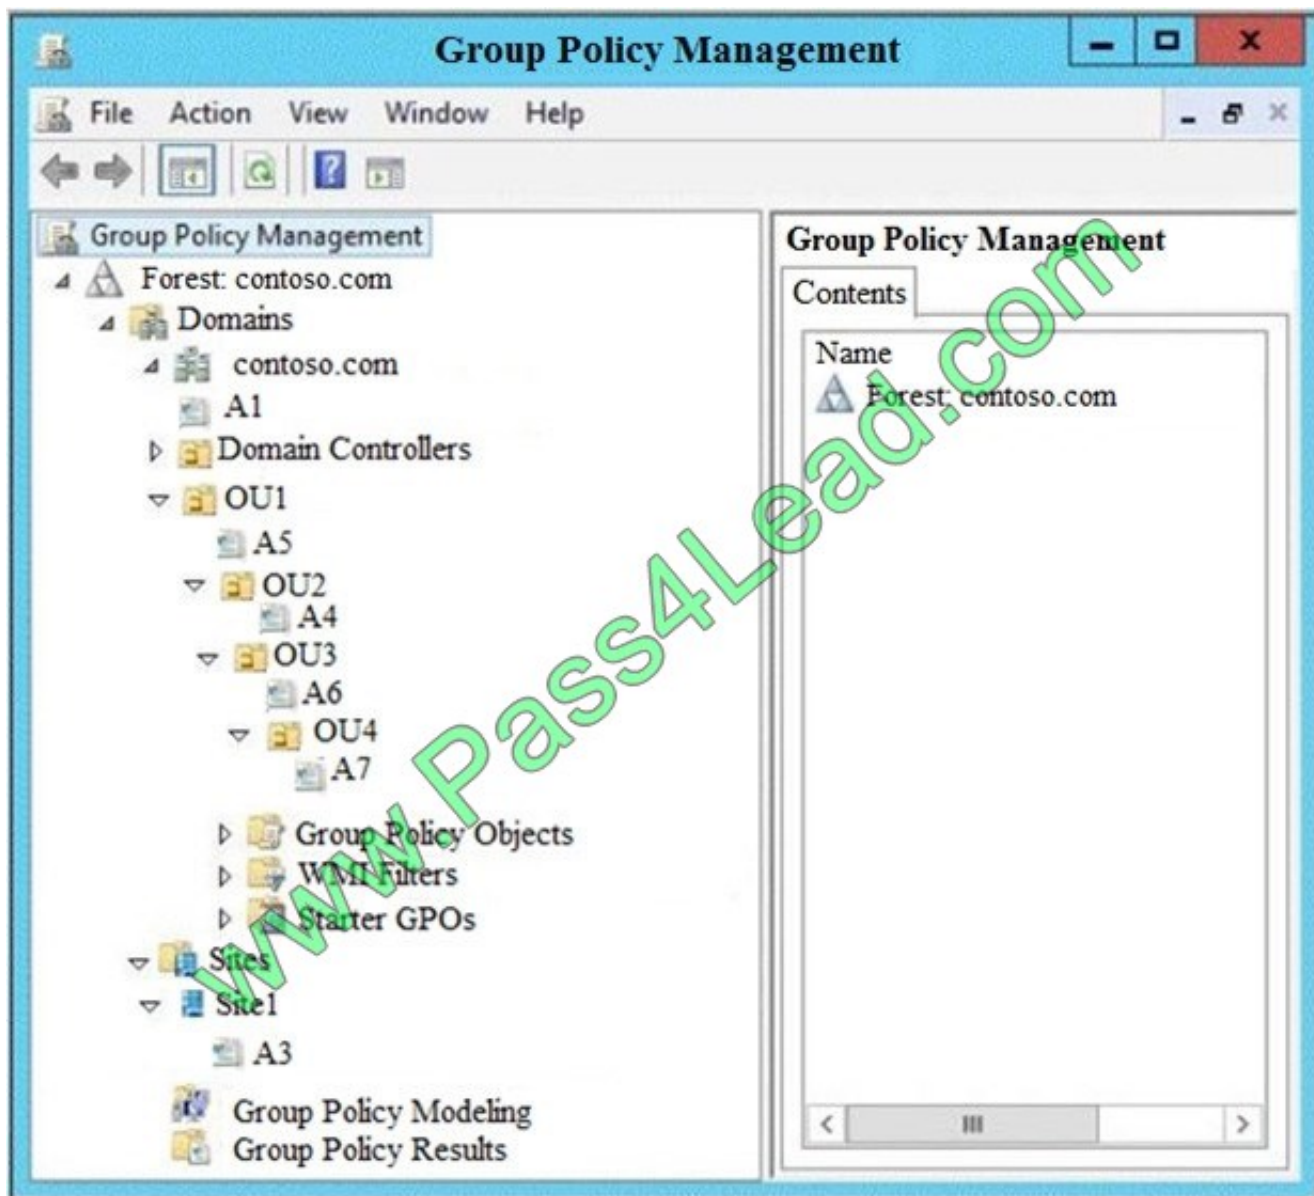 Group Policy Management
File Action View Window Help
Group Policy Management
Forest: contoso.com
Domains
contoso.com
A1
Domain Controllers
OU1
A5
OU2
A4
OU3
A6
OU4
A7
Group Policy Objects
WMI Filters
Starter GPOs
Sites
Site1
A3
Group Policy Modeling
Group Policy Results
Group Policy Management
Contents
Name
Forest: contoso.com
www.Pass4Lead.com